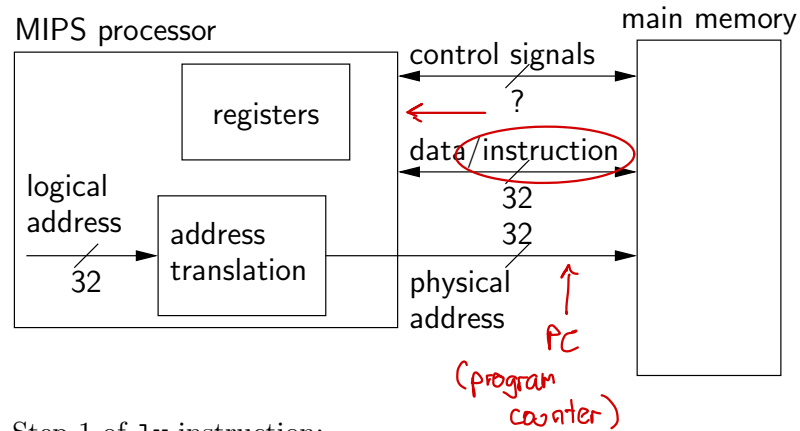 MIPS processor
main memory
registers
control signals
?
data/instruction
32
logical
address
32
address
translation
32
physical
address
PC
(program
counter)